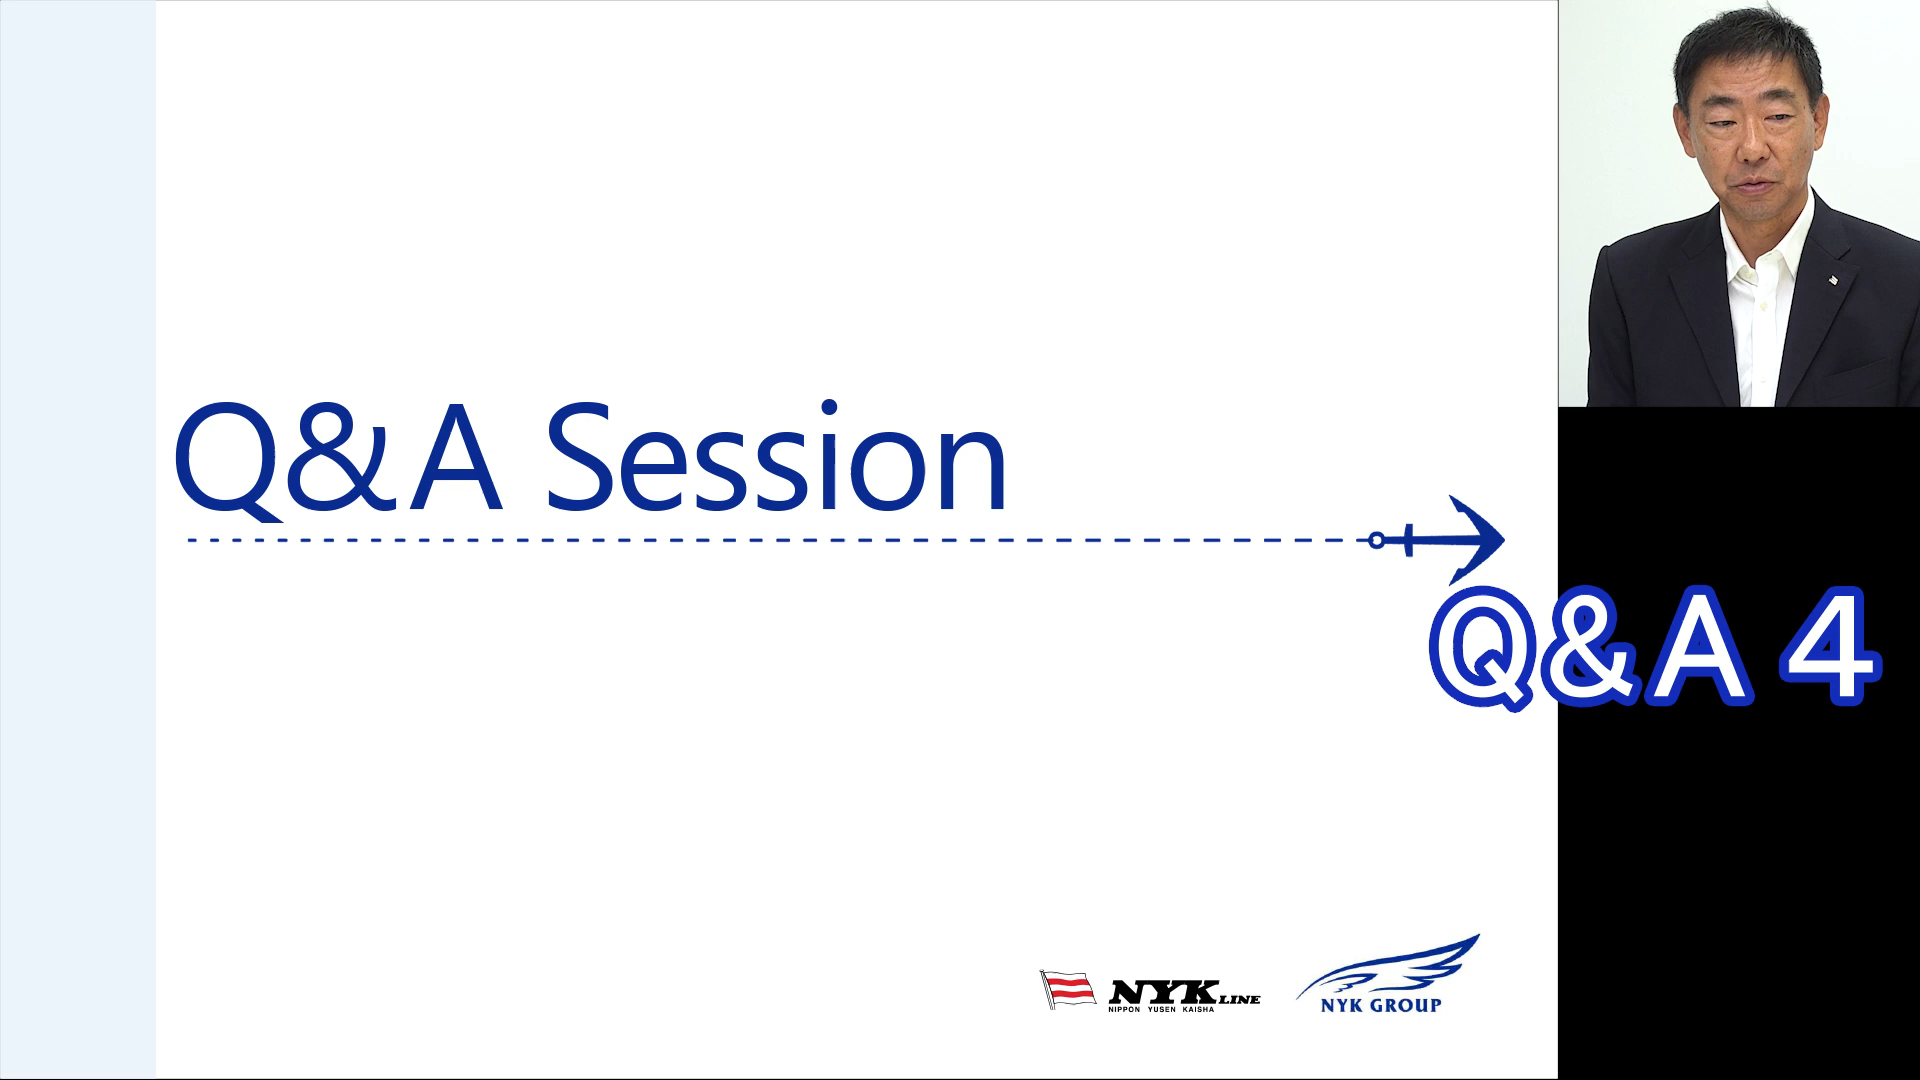 Q&A Session
Q&A 4
NYK LINE
NIPPON YUSEN KAISHA
NYK GROUP